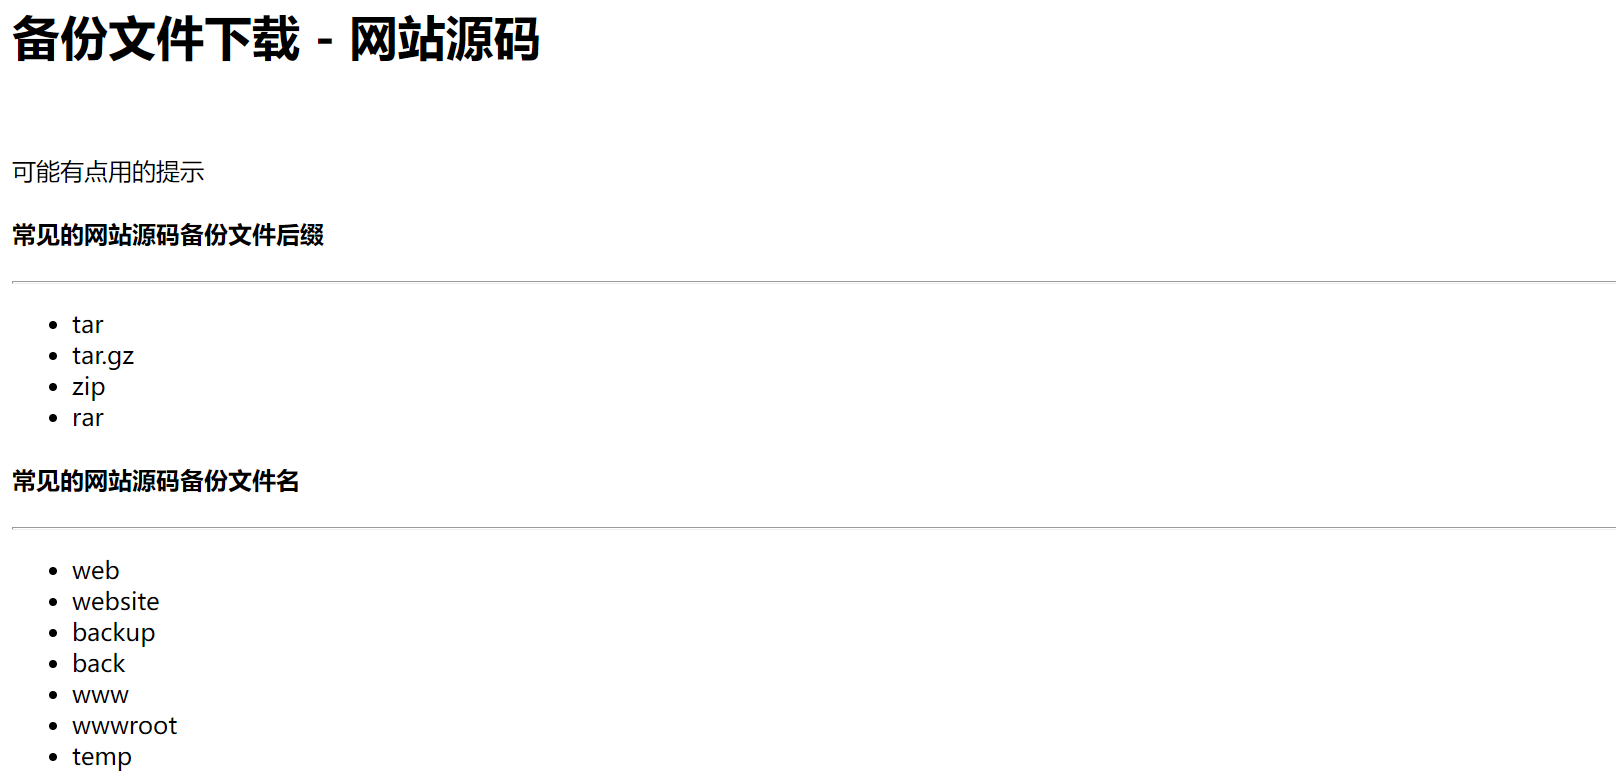 备份文件下载 - 网站源码
可能有点用的提示
常见的网站源码备份文件后缀
tar
tar.gz
zip
rar
常见的网站源码备份文件名
web
website
backup
back
www
wwwroot
temp